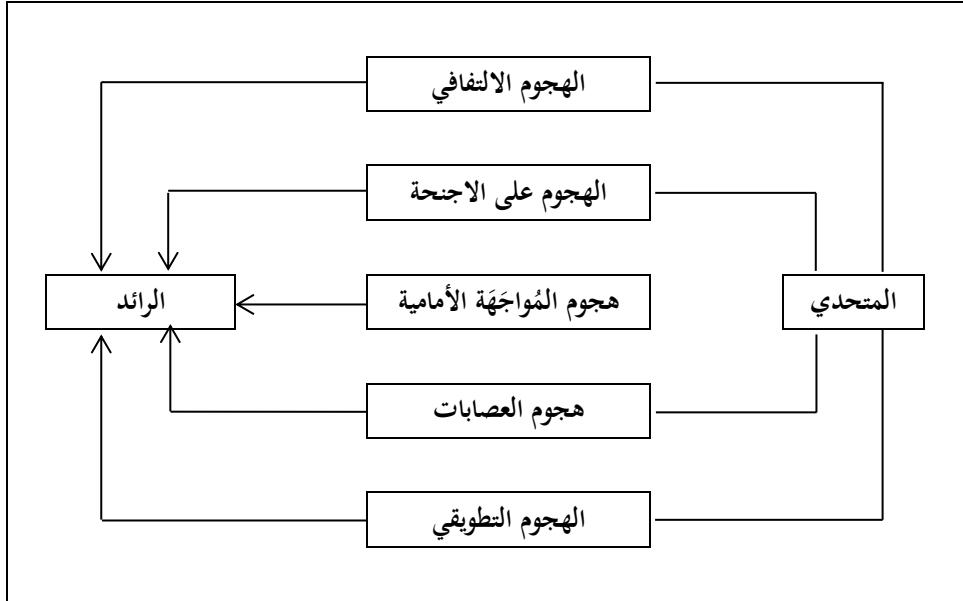 الهجوم الالتفافي
الهجوم على الاجنحة
المتحدي
هجوم المُواجَهَة الأمامية
الرائد
هجوم العصابات
الهجوم التطويقي